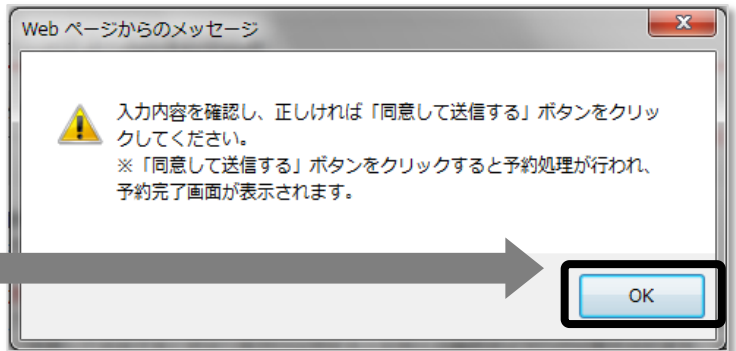 Web ページからのメッセージ
入力内容を確認し、正しければ「同意して送信する」ボタンをクリッ
クしてください。
※「同意して送信する」ボタンをクリックすると予約処理が行われ、
予約完了画面が表示されます。
OK